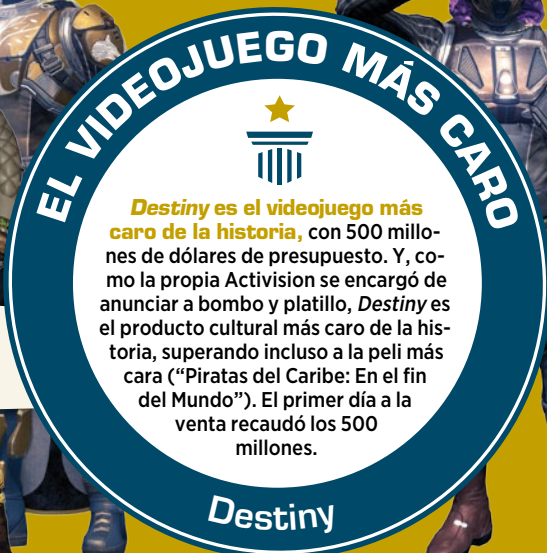 EL VIDEOJUEGO MÁS CARO
Destiny es el videojuego más
caro de la historia, con 500 millo-
nes de dólares de presupuesto. Y, co-
mo la propia Activision se encargó de
anunciar a bombo y platillo, Destiny es
el producto cultural más caro de la his-
toria, superando incluso a la peli más
cara (“Piratas del Caribe: En el fin
del Mundo”). El primer día a la
venta recaudó los 500
millones.
Destiny